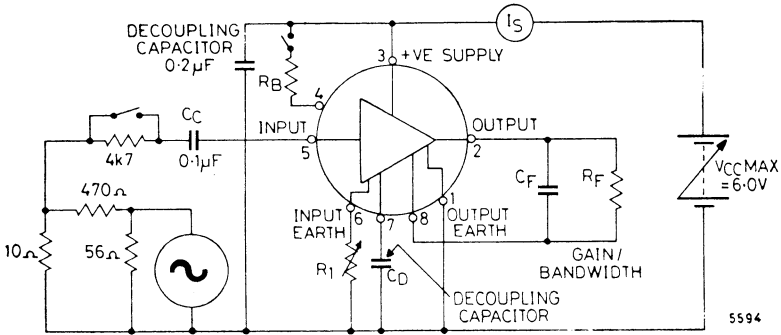 DECOUPLING
CAPACITOR
0·2µF
IS
3
+VE SUPPLY
RB
4
CC
4k7
0·1µF
INPUT
5
OUTPUT
2
470Ω
10Ω
56Ω
INPUT
EARTH
6
7
8
1
OUTPUT
EARTH
CF
RF
VCC MAX
= 6·0V
R1
CD
GAIN/
BANDWIDTH
DECOUPLING
CAPACITOR
5594